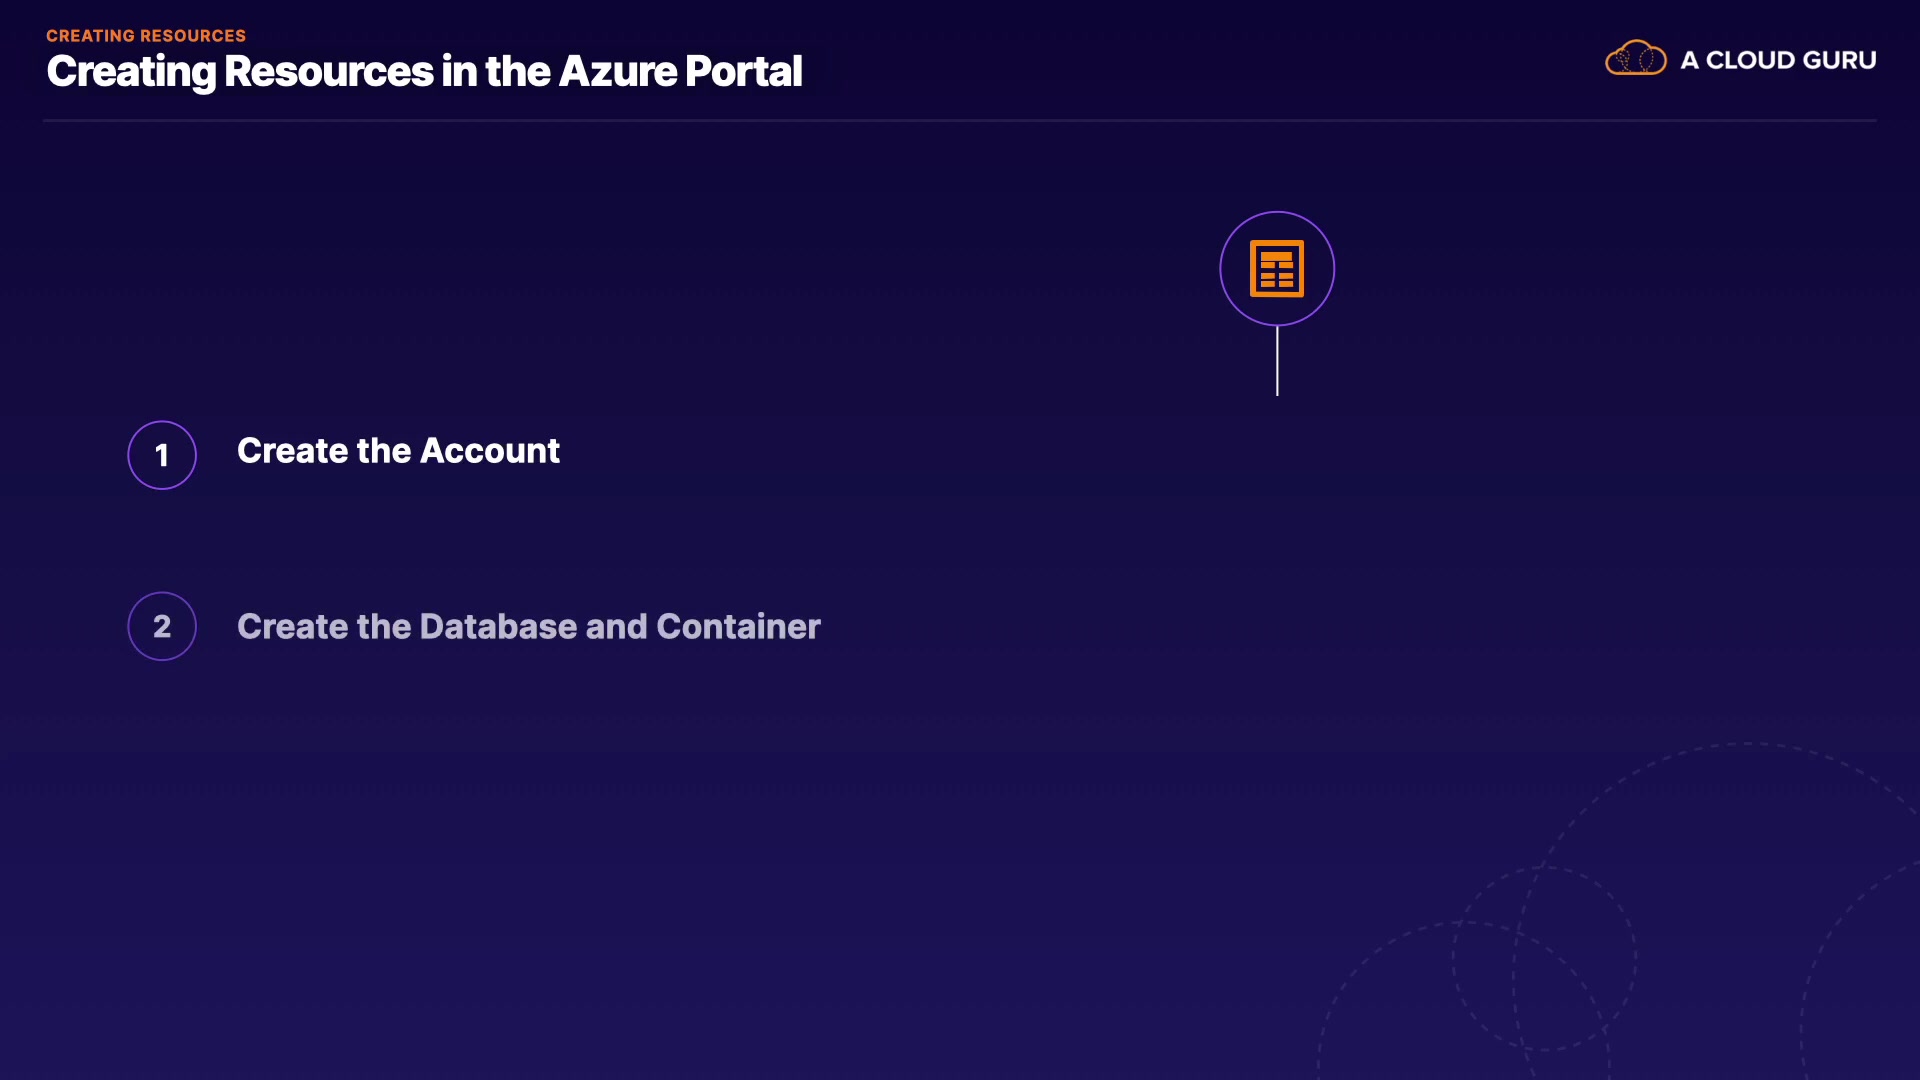 CREATING RESOURCES
Creating Resources in the Azure Portal
A CLOUD GURU
1 Create the Account
2 Create the Database and Container